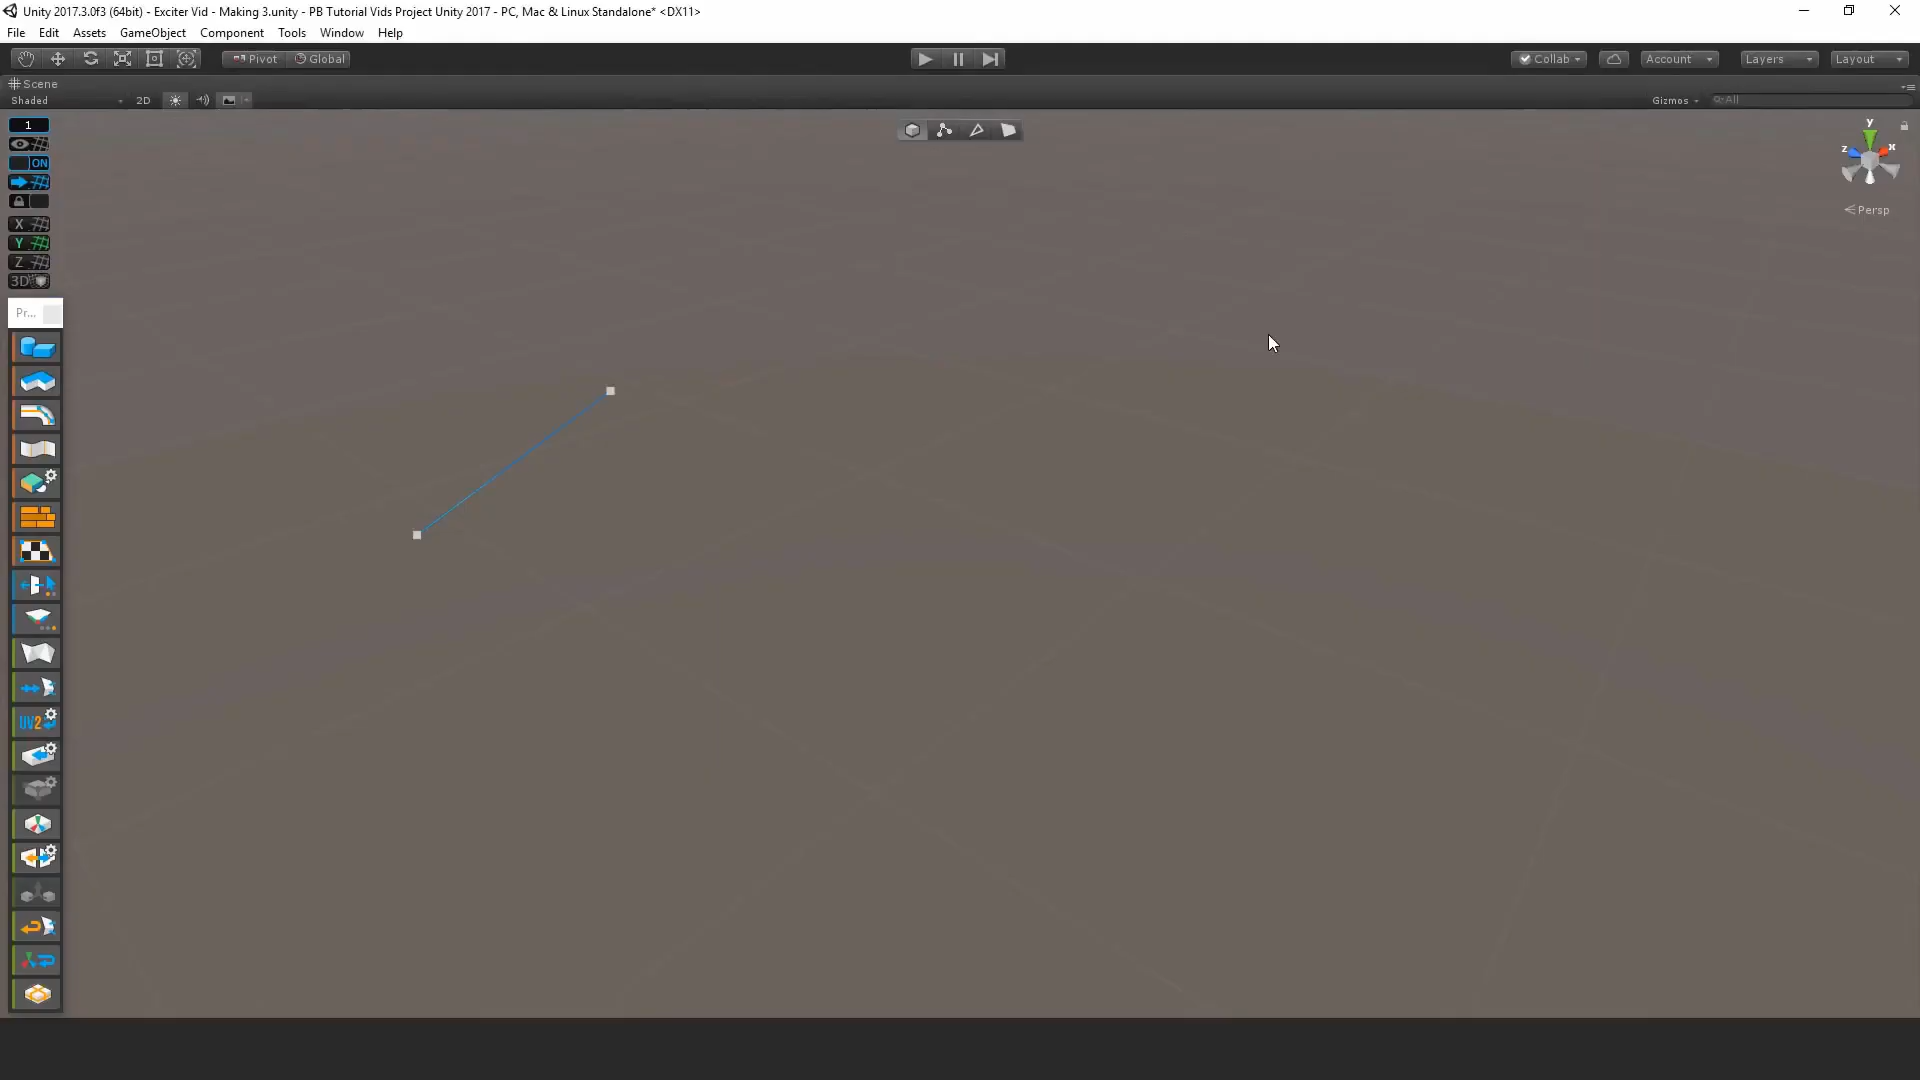 Unity 2017.3.0f3 (64bit) - Exciter Vid - Making 3.unity - PB Tutorial Vids Project Unity 2017 - PC, Mac & Linux Standalone* <DX11>
File Edit Assets GameObject Component Tools Window Help
Pivot Global Collab Account Layers Layout
Scene
Shaded 2D Gizmos All
1
ON
X
Y
Z
3D
y
z x
Persp
Pr...
UV2